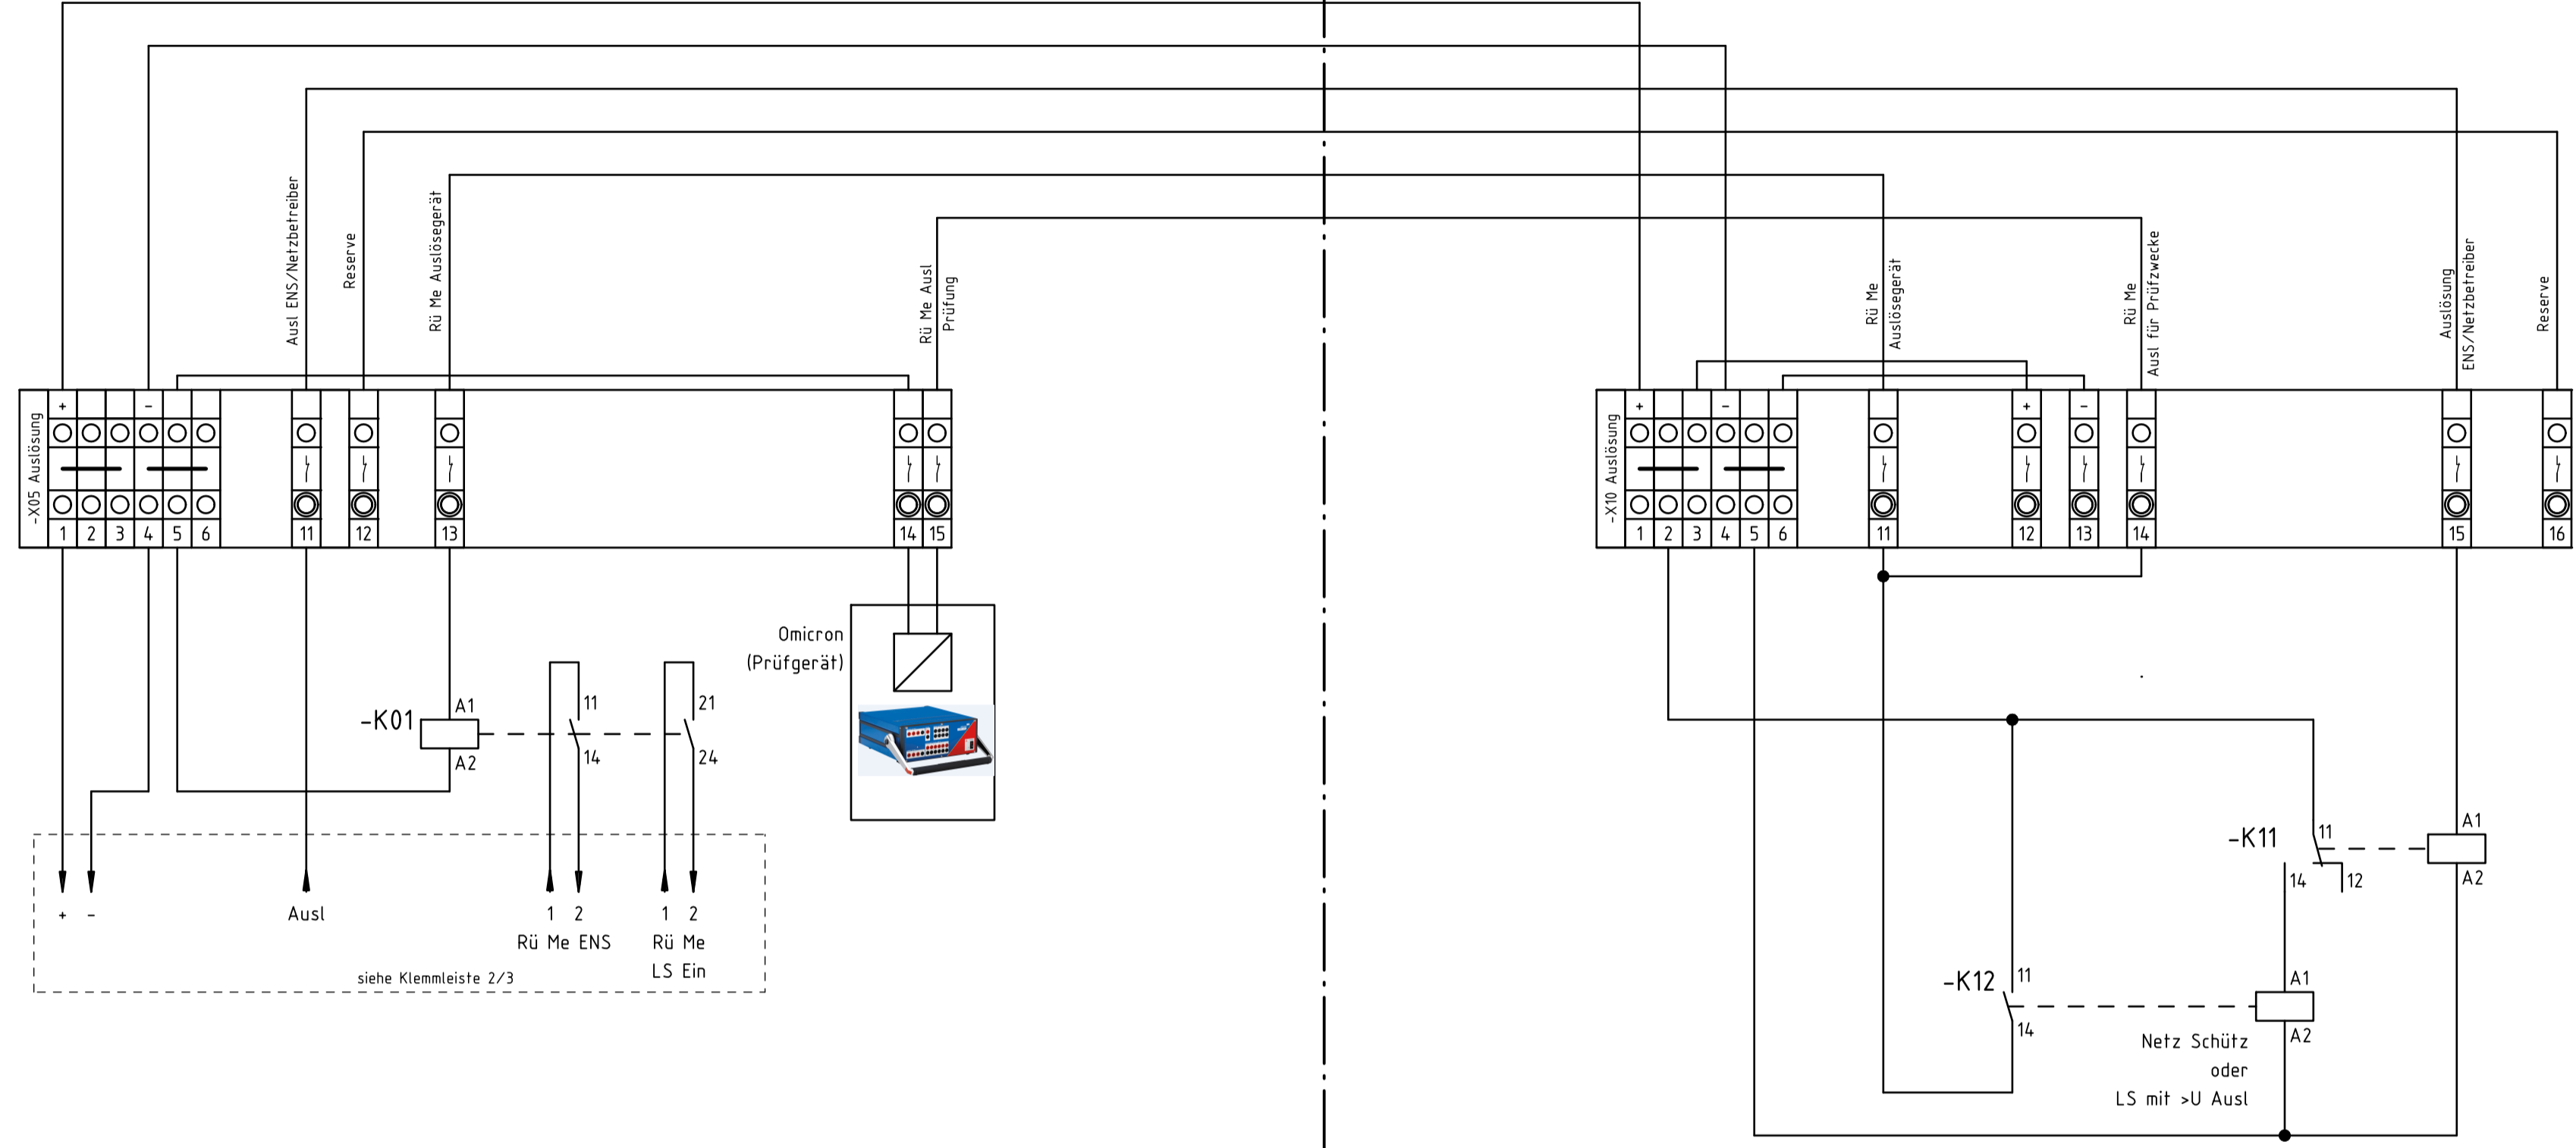 Ausl ENS/Netzbetreiber
Reserve
Rü Me Auslösegerät
Rü Me Ausl
Prüfung
Rü Me
Auslösegerät
Rü Me
Ausl für Prüfzwecke
Auslösung
ENS/Netzbetreiber
Reserve
-X05 Auslösung
+ -
1 2 3 4 5 6 11 12 13 14 15
-X10 Auslösung
+ - + -
1 2 3 4 5 6 11 12 13 14 15 16
Omicron
(Prüfgerät)
-K01
A1
A2
11
14
21
24
+ -
Ausl
1 2
Rü Me ENS
1 2
Rü Me
LS Ein
siehe Klemmleiste 2/3
-K11
11
14
12
A1
A2
-K12
11
14
A1
A2
Netz Schütz
oder
LS mit >U Ausl